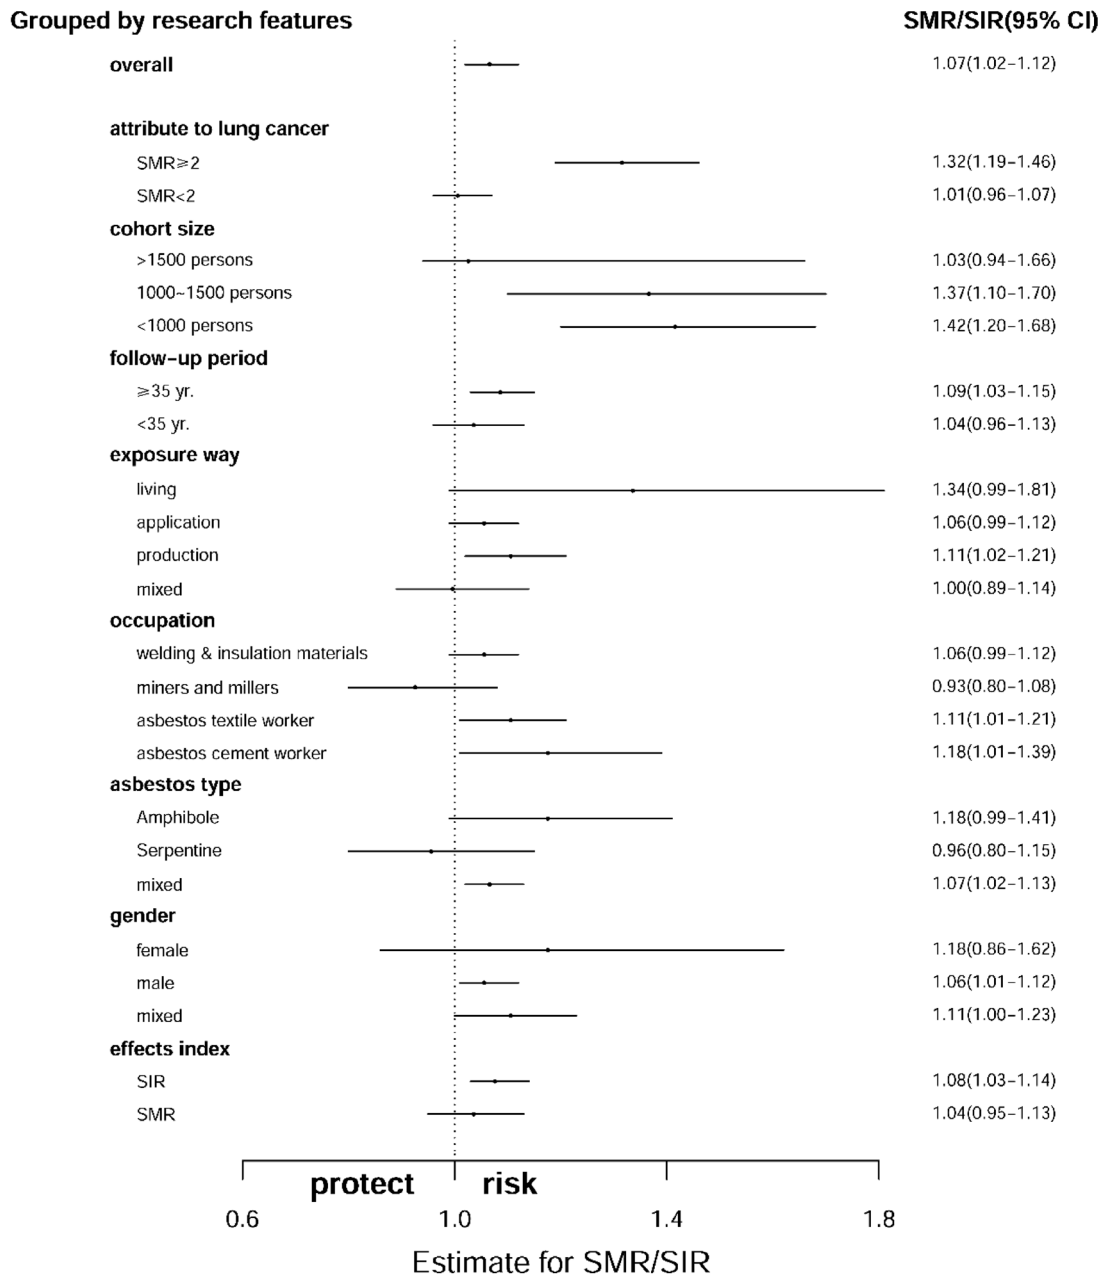 Grouped by research features SMR/SIR(95% CI)
overall 1.07(1.02−1.12)
attribute to lung cancer
SMR⩾2 1.32(1.19−1.46)
SMR<2 1.01(0.96−1.07)
cohort size
>1500 persons 1.03(0.94−1.66)
1000~1500 persons 1.37(1.10−1.70)
<1000 persons 1.42(1.20−1.68)
follow−up period
⩾35 yr. 1.09(1.03−1.15)
<35 yr. 1.04(0.96−1.13)
exposure way
living 1.34(0.99−1.81)
application 1.06(0.99−1.12)
production 1.11(1.02−1.21)
mixed 1.00(0.89−1.14)
occupation
welding & insulation materials 1.06(0.99−1.12)
miners and millers 0.93(0.80−1.08)
asbestos textile worker 1.11(1.01−1.21)
asbestos cement worker 1.18(1.01−1.39)
asbestos type
Amphibole 1.18(0.99−1.41)
Serpentine 0.96(0.80−1.15)
mixed 1.07(1.02−1.13)
gender
female 1.18(0.86−1.62)
male 1.06(1.01−1.12)
mixed 1.11(1.00−1.23)
effects index
SIR 1.08(1.03−1.14)
SMR 1.04(0.95−1.13)
protect risk
0.6 1.0 1.4 1.8
Estimate for SMR/SIR